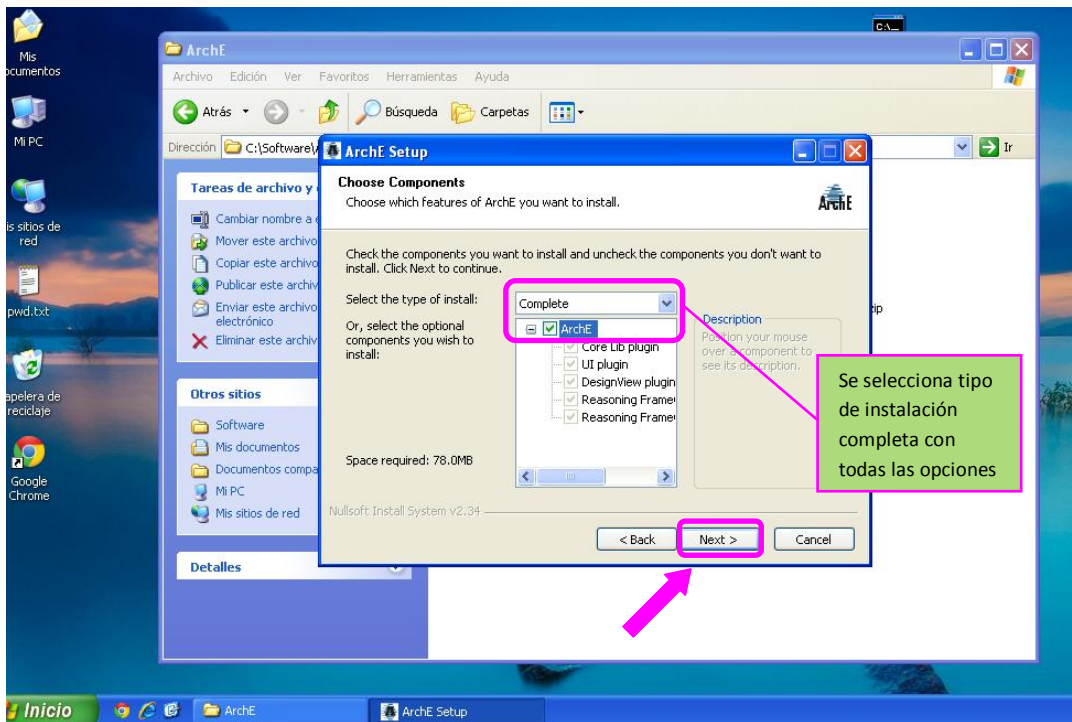 C:\_
Mis
ocumentos
Mi PC
is sitios de
red
pwd.txt
apelera de
reciclaje
Google
Chrome
ArchE
Archivo Edición Ver Favoritos Herramientas Ayuda
Atrás Búsqueda Carpetas
Dirección C:\Software\ Ir
Tareas de archivo y
Cambiar nombre a
Mover este archivo
Copiar este archivo
Publicar este archiv
Enviar este archivo
electrónico
Eliminar este archiv
Otros sitios
Software
Mis documentos
Documentos compa
Mi PC
Mis sitios de red
Detalles
zip
ArchE Setup
Choose Components
Choose which features of ArchE you want to install.
ArchE
Check the components you want to install and uncheck the components you don't want to
install. Click Next to continue.
Select the type of install:
Complete
Or, select the optional
components you wish to
install:
ArchE
Core Lib plugin
UI plugin
DesignView plugin
Reasoning Frame
Reasoning Frame
Description
Position your mouse
over a component to
see its description.
Space required: 78.0MB
Nullsoft Install System v2.34
< Back Next > Cancel
Se selecciona tipo
de instalación
completa con
todas las opciones
Inicio ArchE ArchE Setup